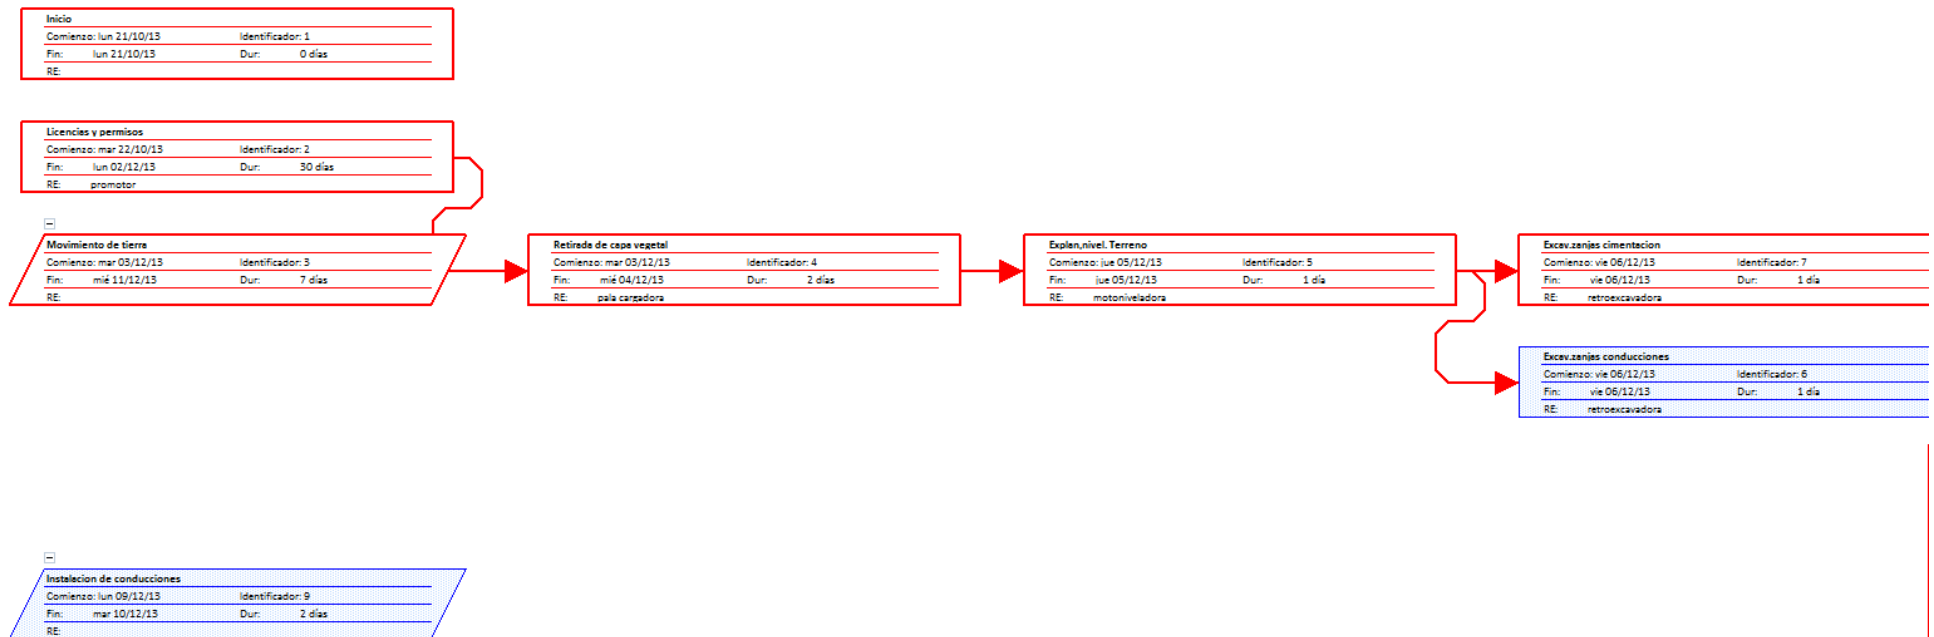 Inicio
Comienzo: lun 21/10/13 Identificador: 1
Fin: lun 21/10/13 Dur: 0 días
RE:
Licencias y permisos
Comienzo: mar 22/10/13 Identificador: 2
Fin: lun 02/12/13 Dur: 30 días
RE: promotor
Movimiento de tierra
Comienzo: mar 03/12/13 Identificador: 3
Fin: mié 11/12/13 Dur: 7 días
RE:
Retirada de capa vegetal
Comienzo: mar 03/12/13 Identificador: 4
Fin: mié 04/12/13 Dur: 2 días
RE: pala cargadora
Explan,nivel. Terreno
Comienzo: jue 05/12/13 Identificador: 5
Fin: jue 05/12/13 Dur: 1 día
RE: motoniveladora
Excav.zanjas cimentacion
Comienzo: vie 06/12/13 Identificador: 7
Fin: vie 06/12/13 Dur: 1 día
RE: retroexcavadora
Excav.zanjas conducciones
Comienzo: vie 06/12/13 Identificador: 6
Fin: vie 06/12/13 Dur: 1 día
RE: retroexcavadora
Instalacion de conducciones
Comienzo: lun 09/12/13 Identificador: 9
Fin: mar 10/12/13 Dur: 2 días
RE: